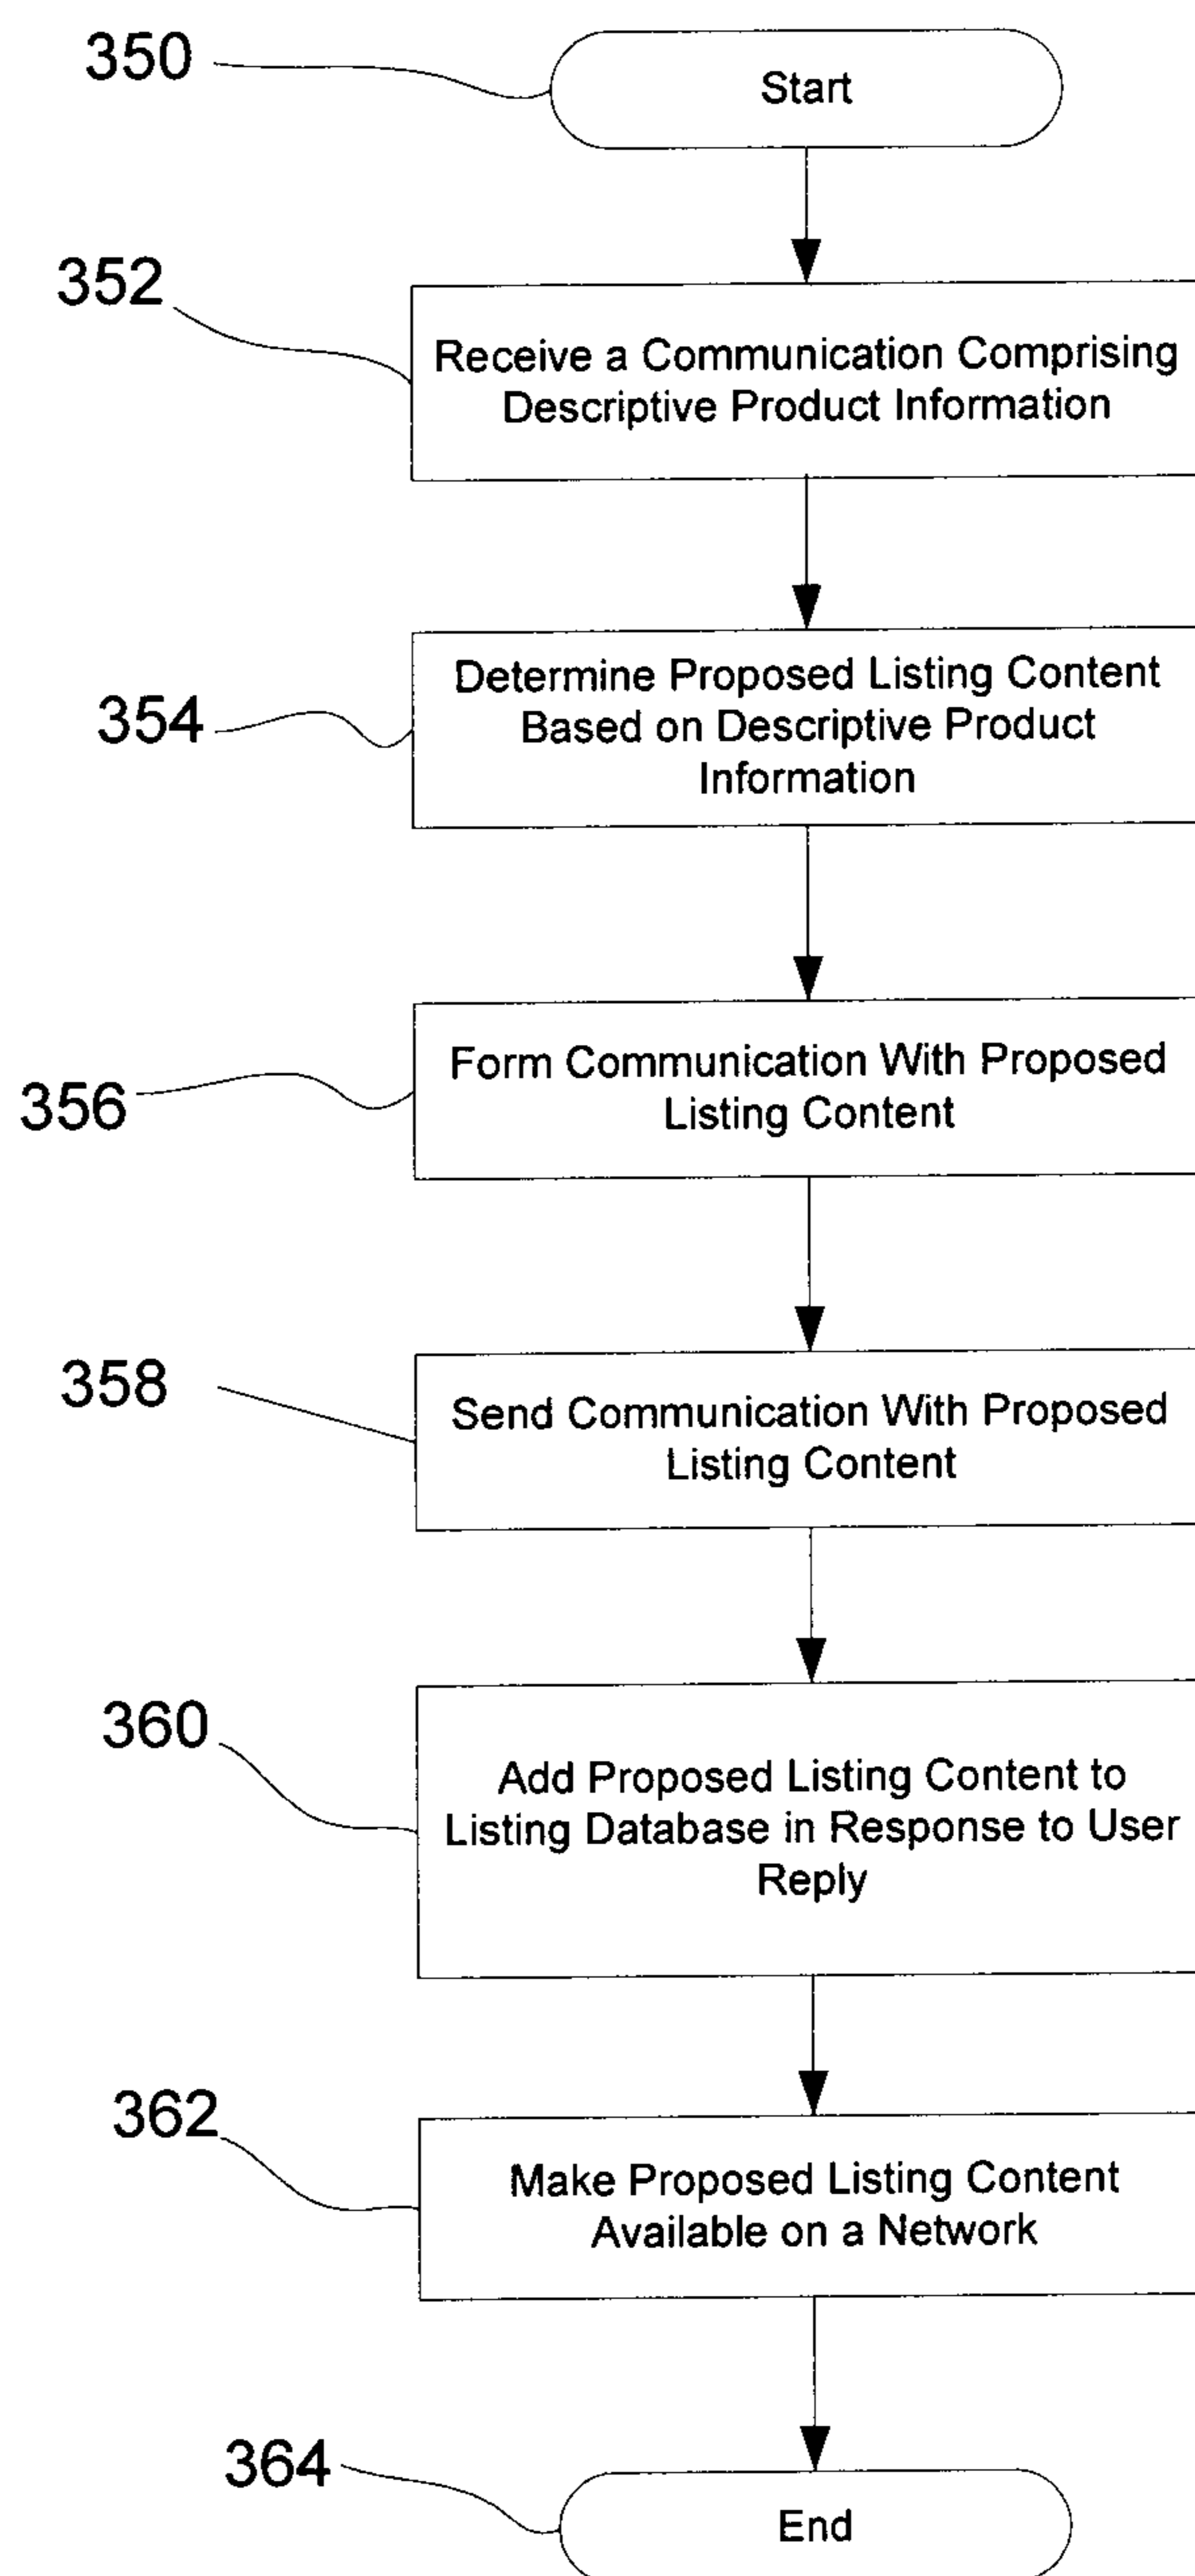 350
Start
352
Receive a Communication Comprising
Descriptive Product Information
354
Determine Proposed Listing Content
Based on Descriptive Product
Information
356
Form Communication With Proposed
Listing Content
358
Send Communication With Proposed
Listing Content
360
Add Proposed Listing Content to
Listing Database in Response to User
Reply
362
Make Proposed Listing Content
Available on a Network
364
End